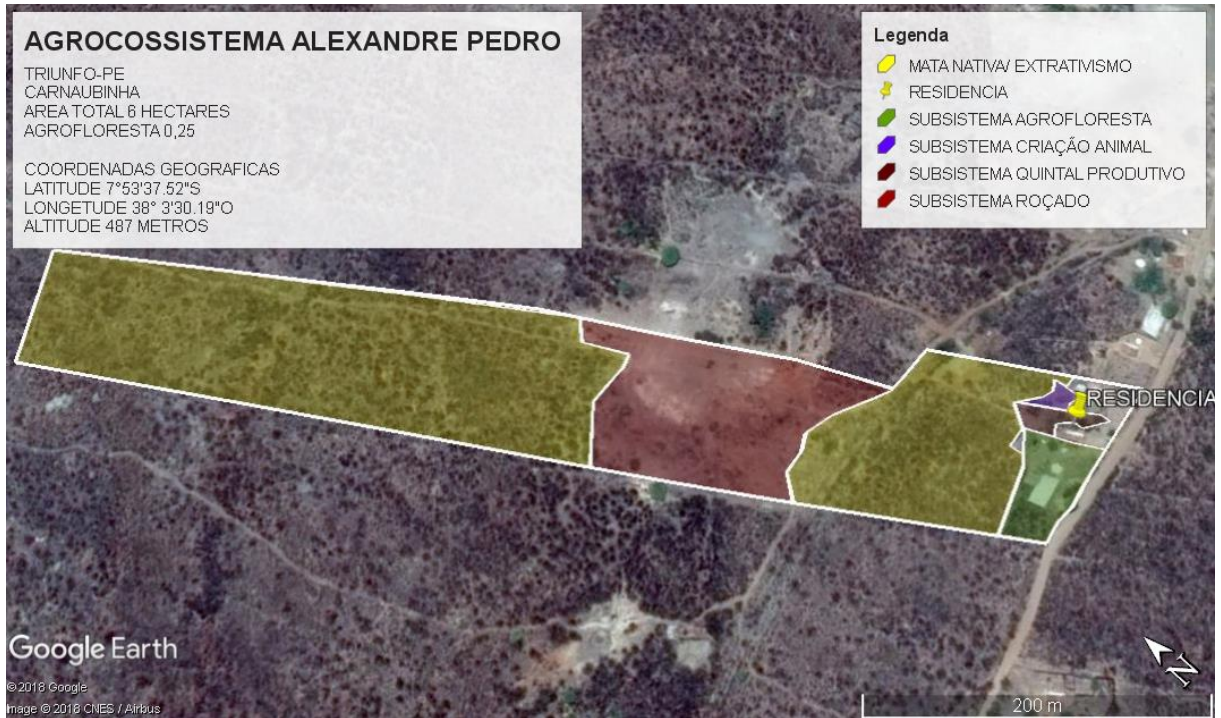 AGROCOSSISTEMA ALEXANDRE PEDRO
TRIUNFO-PE
CARNAUBINHA
AREA TOTAL 6 HECTARES
AGROFLORESTA 0,25
COORDENADAS GEOGRAFICAS
LATITUDE 7°53'37.52"S
LONGETUDE 38° 3'30.19"O
ALTITUDE 487 METROS
Legenda
MATA NATIVA/ EXTRATIVISMO
RESIDENCIA
SUBSISTEMA AGROFLORESTA
SUBSISTEMA CRIAÇÃO ANIMAL
SUBSISTEMA QUINTAL PRODUTIVO
SUBSISTEMA ROÇADO
RESIDENCIA
Google Earth
© 2018 Google
Image © 2018 CNES / Airbus
N
200 m